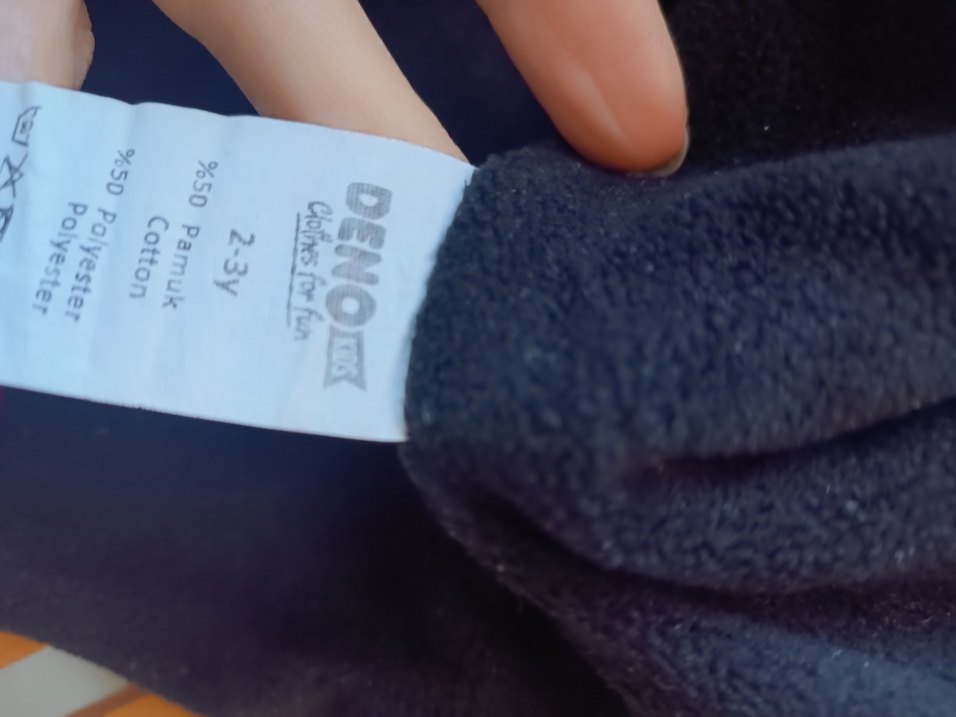 DENO KIDS
Clothes for fun
2-3y
%50 Pamuk
Cotton
%50 Polyester
Polyester